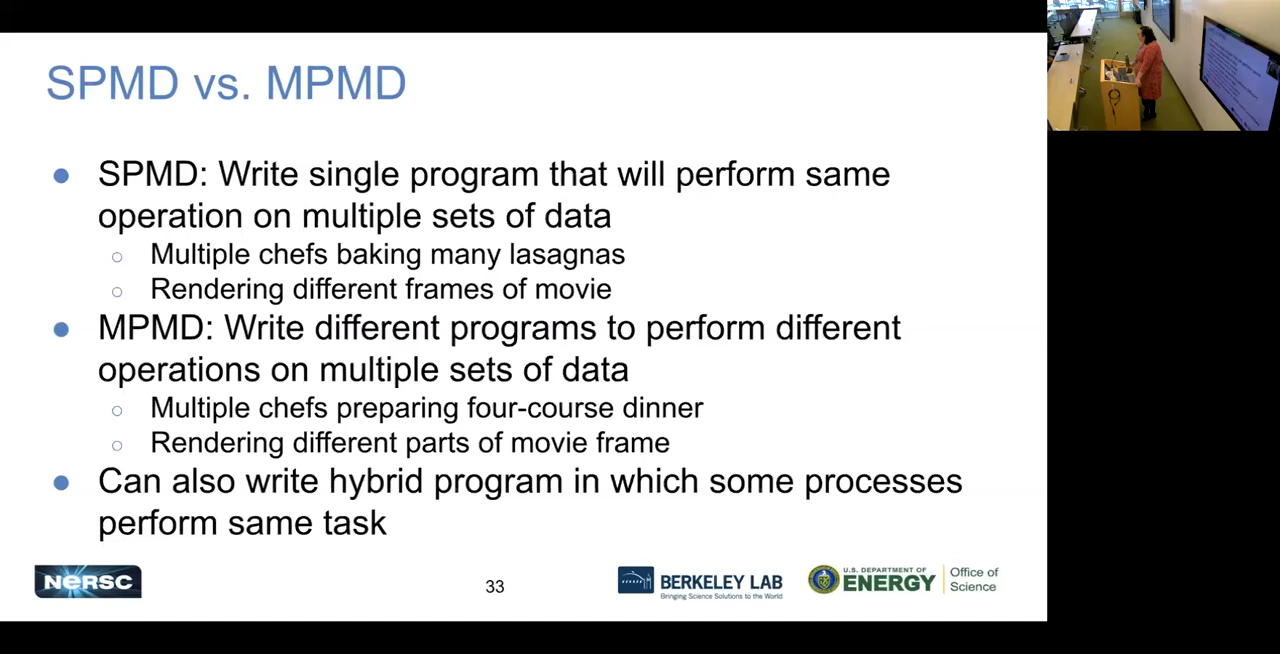 SPMD vs. MPMD
● SPMD: Write single program that will perform same
operation on multiple sets of data
○ Multiple chefs baking many lasagnas
○ Rendering different frames of movie
● MPMD: Write different programs to perform different
operations on multiple sets of data
○ Multiple chefs preparing four-course dinner
○ Rendering different parts of movie frame
● Can also write hybrid program in which some processes
perform same task
NERSC
33
BERKELEY LAB
Bringing Science Solutions to the World
U.S. DEPARTMENT OF
ENERGY
Office of
Science